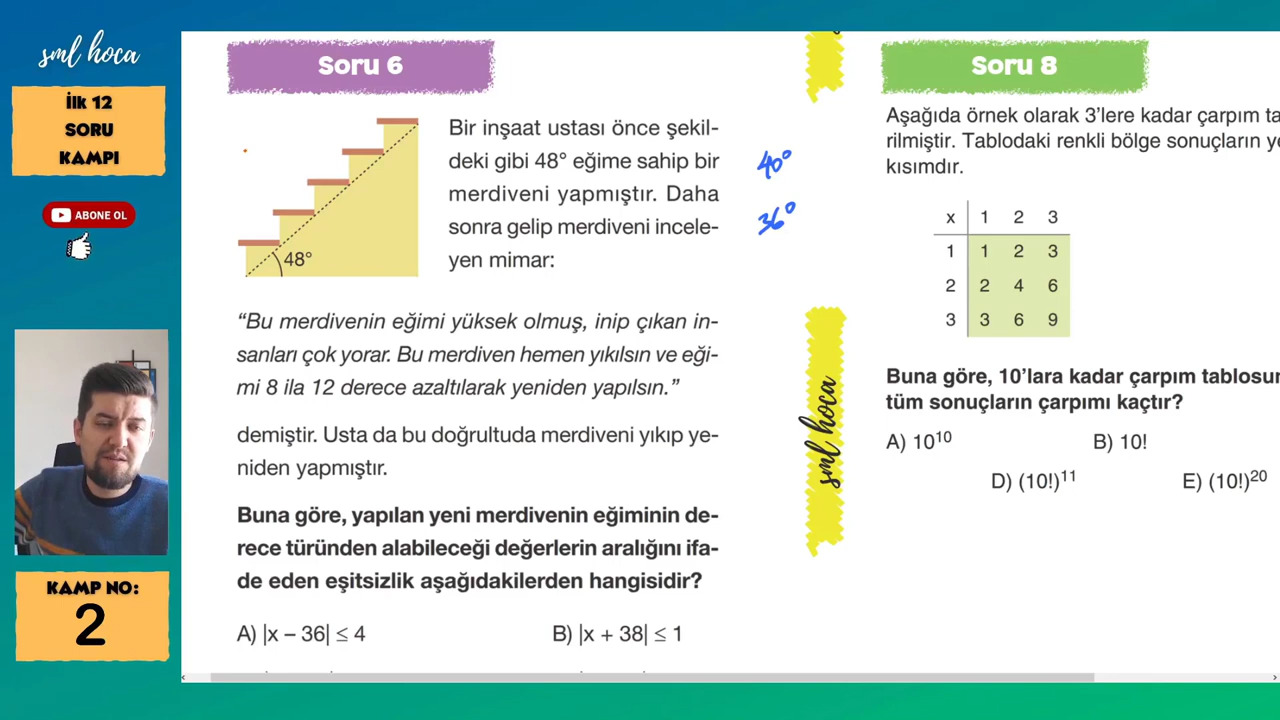 sml hoca
İlk 12
SORU
KAMPI
ABONE OL
KAMP NO:
2
Soru 6
48°
Bir inşaat ustası önce şekil-
deki gibi 48° eğime sahip bir
merdiveni yapmıştır. Daha
sonra gelip merdiveni incele-
yen mimar:
“Bu merdivenin eğimi yüksek olmuş, inip çıkan in-
sanları çok yorar. Bu merdiven hemen yıkılsın ve eği-
mi 8 ila 12 derece azaltılarak yeniden yapılsın.”
demiştir. Usta da bu doğrultuda merdiveni yıkıp ye-
niden yapmıştır.
Buna göre, yapılan yeni merdivenin eğiminin de-
rece türünden alabileceği değerlerin aralığını ifa-
de eden eşitsizlik aşağıdakilerden hangisidir?
A) |x – 36| ≤ 4
B) |x + 38| ≤ 1
40°
36°
sml hoca
Soru 8
Aşağıda örnek olarak 3’lere kadar çarpım ta
rilmiştir. Tablodaki renkli bölge sonuçların ye
kısımdır.
x 1 2 3
1 1 2 3
2 2 4 6
3 3 6 9
Buna göre, 10’lara kadar çarpım tablosun
tüm sonuçların çarpımı kaçtır?
A) 10¹⁰
B) 10!
D) (10!)¹¹
E) (10!)²⁰